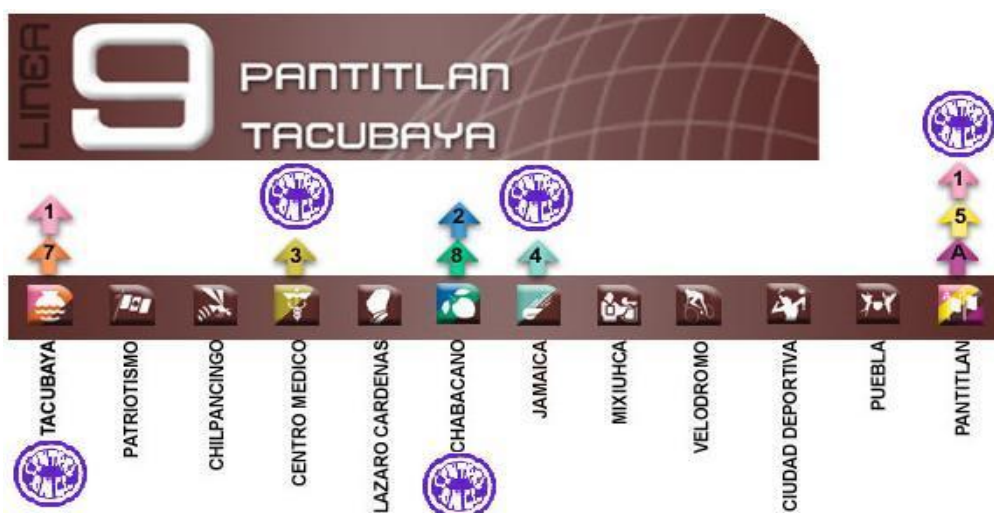 LINEA
9
PANTITLAN
TACUBAYA
1
7
3
2
8
4
1
5
A
TACUBAYA
PATRIOTISMO
CHILPANCINGO
CENTRO MEDICO
LAZARO CARDENAS
CHABACANO
JAMAICA
MIXIUHCA
VELODROMO
CIUDAD DEPORTIVA
PUEBLA
PANTITLAN